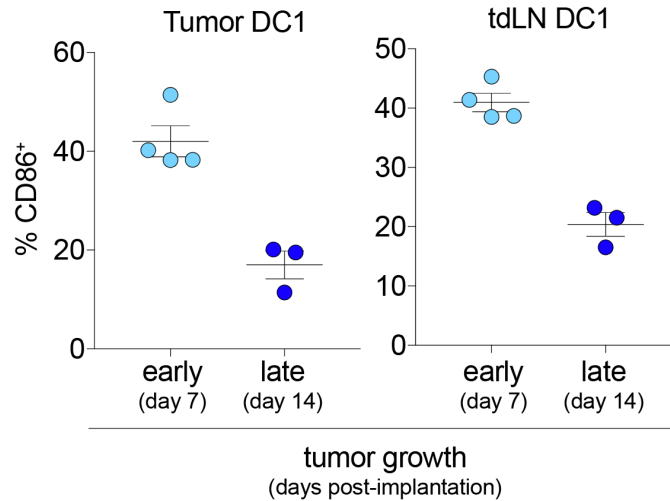 Tumor DC1
tdLN DC1
% CD86⁺
60
40
20
0
50
40
30
20
10
0
early
(day 7)
late
(day 14)
early
(day 7)
late
(day 14)
tumor growth
(days post-implantation)